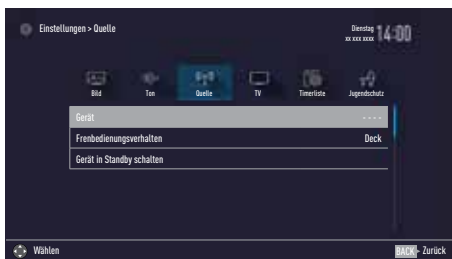 Einstellungen > Quelle
Dienstag
xx xxx xxxx
14:00
Bild Ton Quelle TV Timerliste Jugendschutz
Gerät - - - -
Frenbedienungsverhalten Deck
Gerät in Standby schalten
Wählen
BACK - Zurück